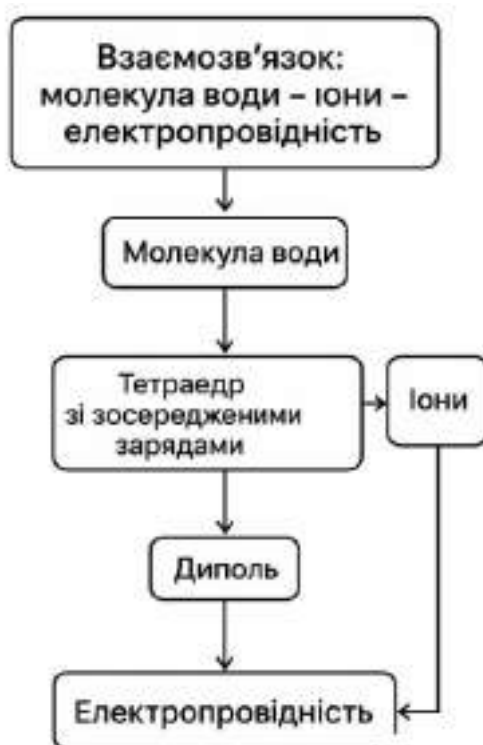 Взаємозв’язок:
молекула води – іони –
електропровідність
Молекула води
Тетраедр
зі зосередженими
зарядами
Іони
Диполь
Електропровідність